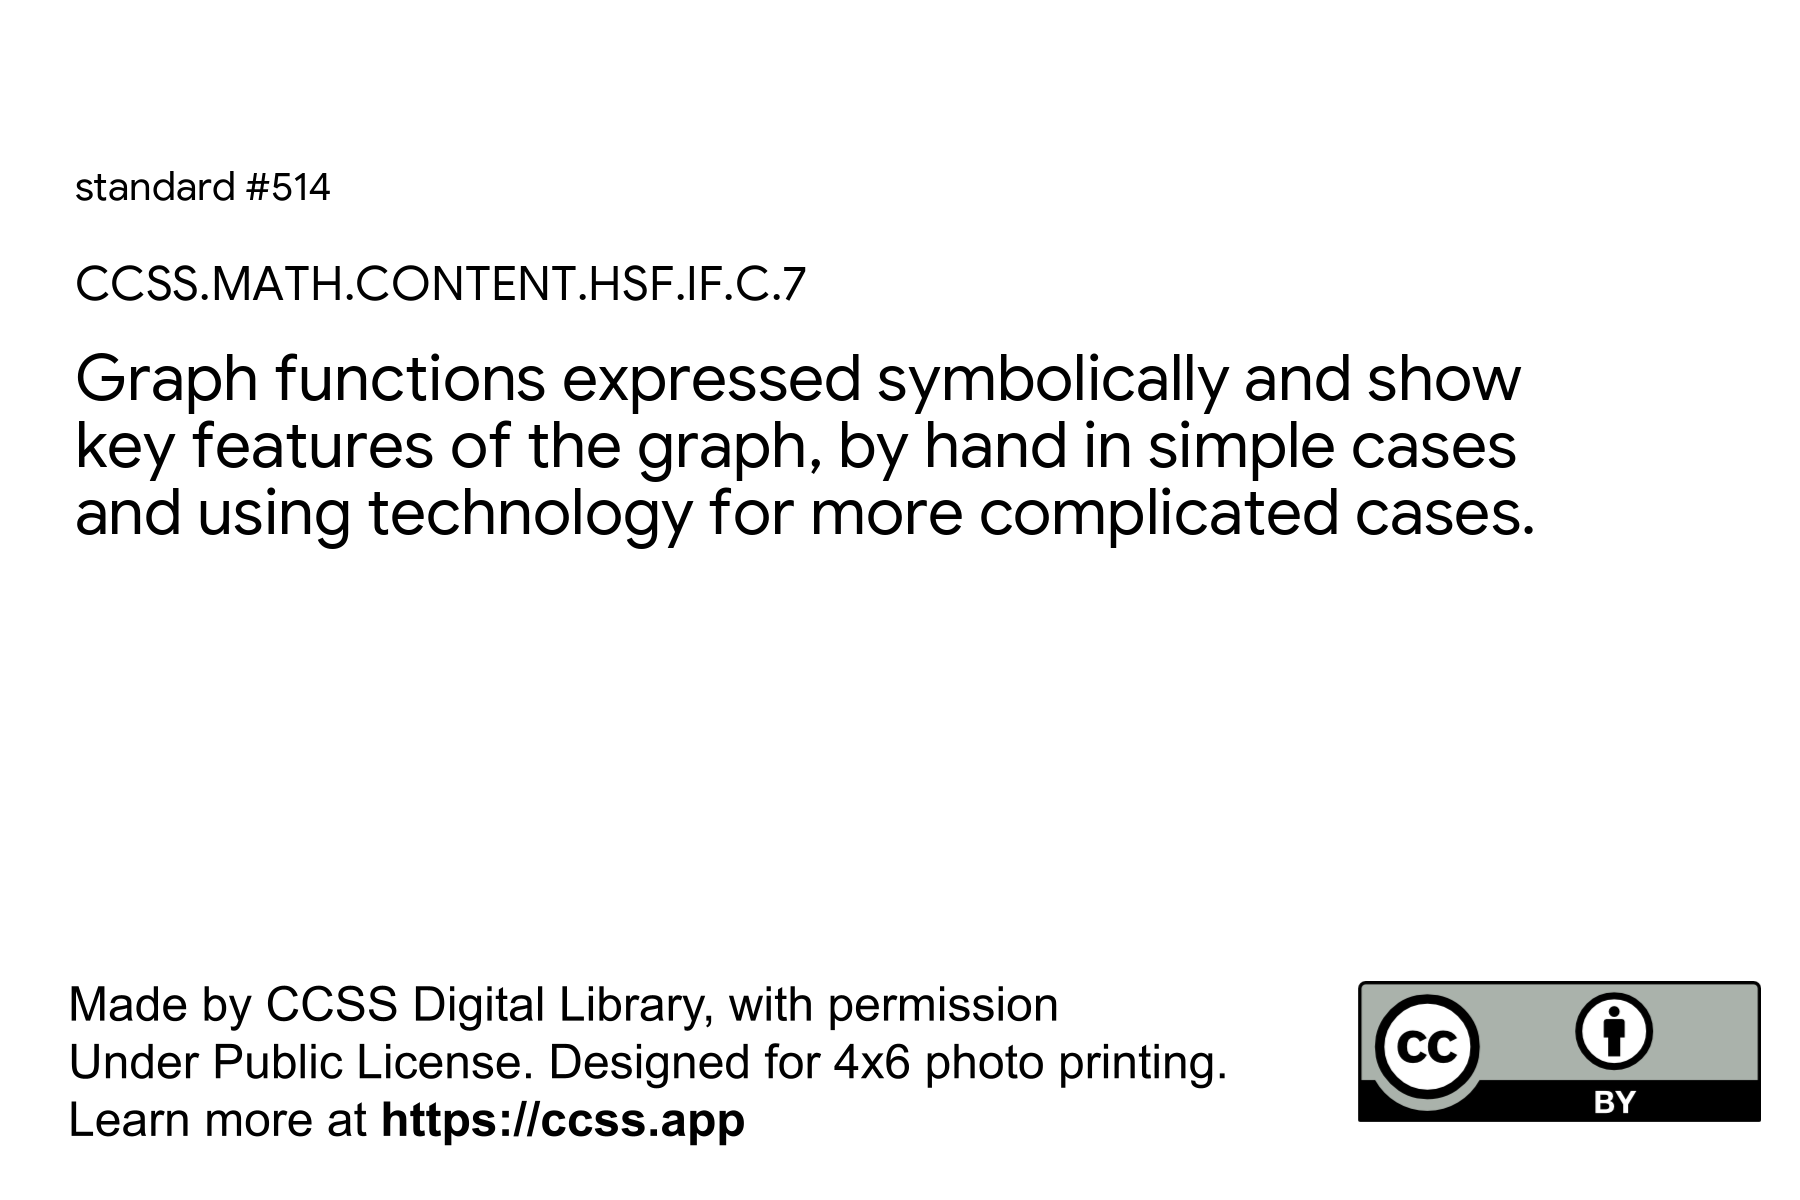 standard #514
CCSS.MATH.CONTENT.HSF.IF.C.7
Graph functions expressed symbolically and show
key features of the graph, by hand in simple cases
and using technology for more complicated cases.
Made by CCSS Digital Library, with permission
Under Public License. Designed for 4x6 photo printing.
Learn more at https://ccss.app
CC
BY